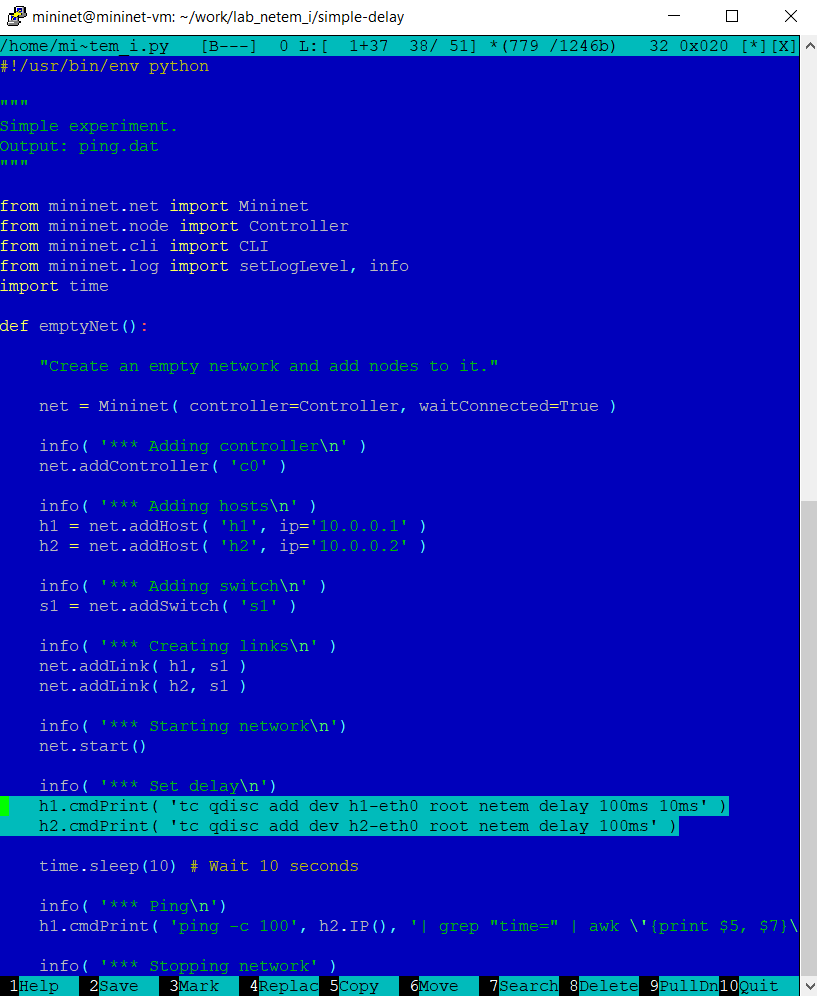 mininet@mininet-vm: ~/work/lab_netem_i/simple-delay
/home/mi~tem_i.py   [B---]  0 L:[  1+37  38/ 51] *(779 /1246b)   32 0x020 [*][X]
#!/usr/bin/env python
"""
Simple experiment.
Output: ping.dat
"""
from mininet.net import Mininet
from mininet.node import Controller
from mininet.cli import CLI
from mininet.log import setLogLevel, info
import time
def emptyNet():
    "Create an empty network and add nodes to it."
    net = Mininet( controller=Controller, waitConnected=True )
    info( '*** Adding controller\n' )
    net.addController( 'c0' )
    info( '*** Adding hosts\n' )
    h1 = net.addHost( 'h1', ip='10.0.0.1' )
    h2 = net.addHost( 'h2', ip='10.0.0.2' )
    info( '*** Adding switch\n' )
    s1 = net.addSwitch( 's1' )
    info( '*** Creating links\n' )
    net.addLink( h1, s1 )
    net.addLink( h2, s1 )
    info( '*** Starting network\n')
    net.start()
    info( '*** Set delay\n')
    h1.cmdPrint( 'tc qdisc add dev h1-eth0 root netem delay 100ms 10ms' )
    h2.cmdPrint( 'tc qdisc add dev h2-eth0 root netem delay 100ms' )
    time.sleep(10) # Wait 10 seconds
    info( '*** Ping\n')
    h1.cmdPrint( 'ping -c 100', h2.IP(), '| grep "time=" | awk \'{print $5, $7}\
    info( '*** Stopping network' )
1Help 2Save 3Mark 4Replac 5Copy 6Move 7Search 8Delete 9PullDn 10Quit